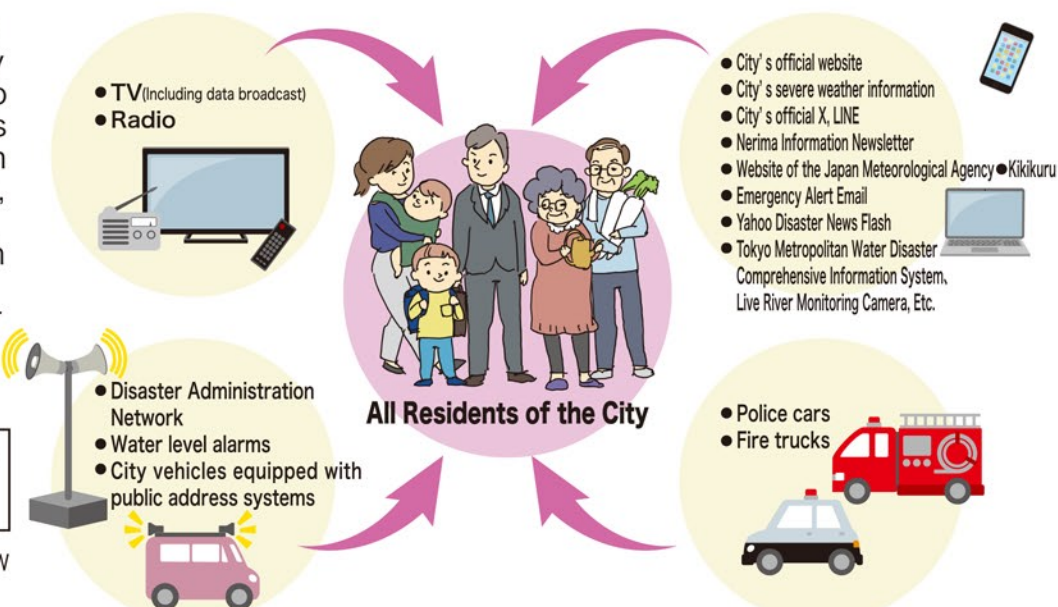 ● TV(Including data broadcast)
● Radio
● City's official website
● City's severe weather information
● City's official X, LINE
● Nerima Information Newsletter
● Website of the Japan Meteorological Agency ●Kikikuru
● Emergency Alert Email
● Yahoo Disaster News Flash
● Tokyo Metropolitan Water Disaster
Comprehensive Information System、
Live River Monitoring Camera, Etc.
All Residents of the City
● Disaster Administration
Network
● Water level alarms
● City vehicles equipped with
public address systems
● Police cars
● Fire trucks